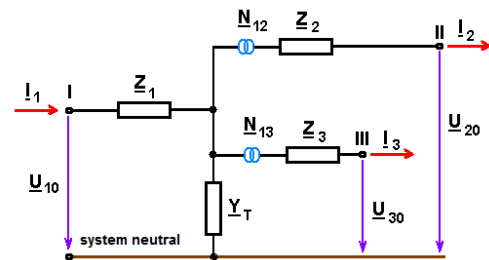 N12
Z2
II
I2
I1
I
Z1
U20
N13
Z3
III
I3
U10
YT
U30
system neutral